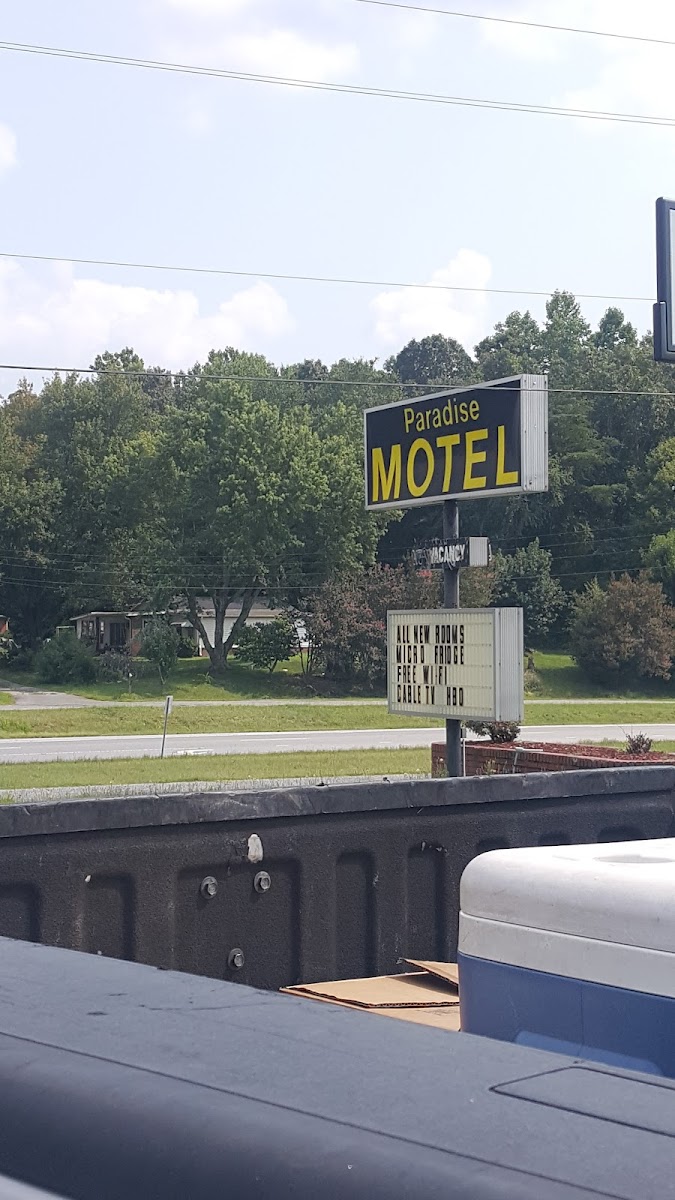 Paradise
MOTEL
VACANCY
ALL NEW ROOMS
MICRO FRIDGE
FREE WIFI
CABLE TV HBO